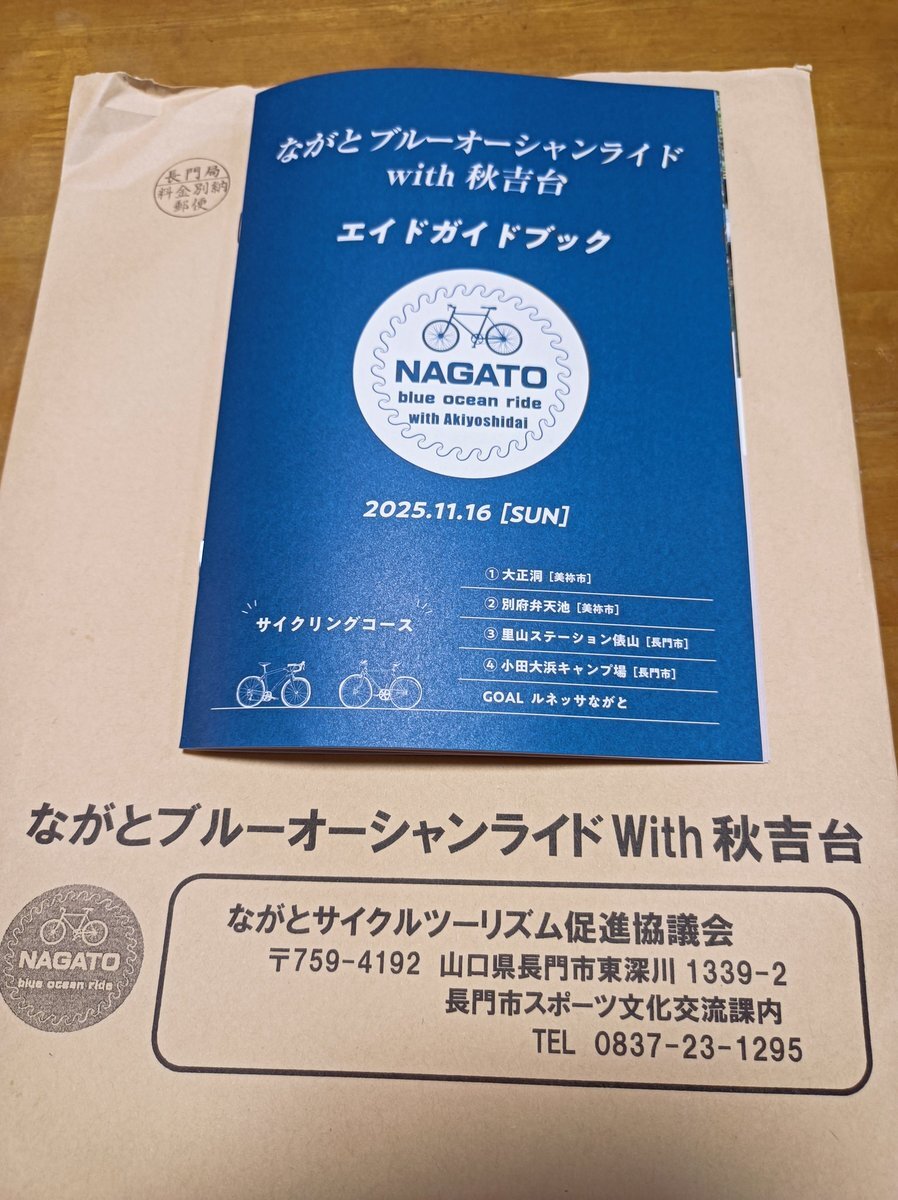 長門局
料金別納
郵便
ながと ブルーオーシャンライド
with 秋吉台
エイドガイドブック
NAGATO
blue ocean ride
with Akiyoshidai
2025.11.16 [SUN]
サイクリングコース
① 大正洞 [美祢市]
② 別府弁天池 [美祢市]
③ 里山ステーション俵山 [長門市]
④ 小田大浜キャンプ場 [長門市]
GOAL ルネッサながと
ながとブルーオーシャンライド With 秋吉台
NAGATO
blue ocean ride
ながとサイクルツーリズム促進協議会
〒759-4192 山口県長門市東深川 1339-2
長門市スポーツ文化交流課内
TEL 0837-23-1295